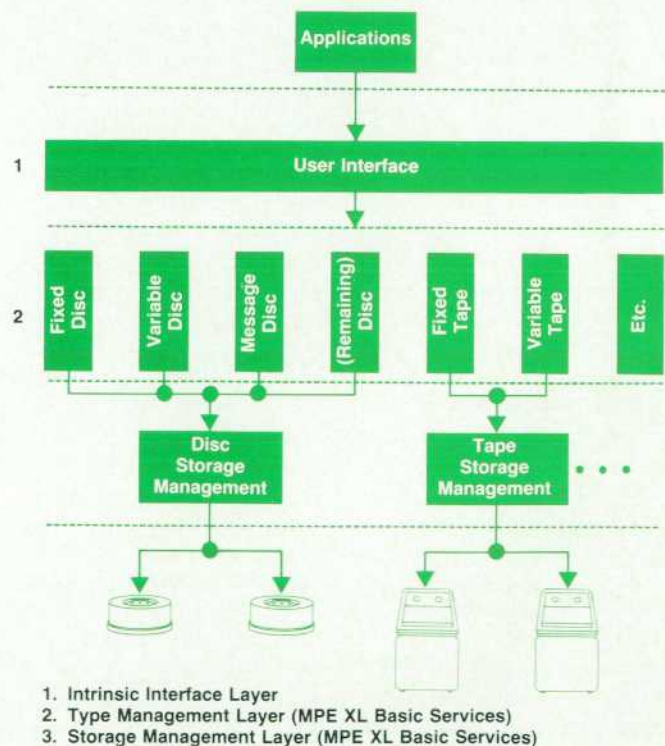 Applications
1
User Interface
2
Fixed
Disc
Variable
Disc
Message
Disc
(Remaining)
Disc
Fixed
Tape
Variable
Tape
Etc.
Disc
Storage
Management
Tape
Storage
Management
1. Intrinsic Interface Layer
2. Type Management Layer (MPE XL Basic Services)
3. Storage Management Layer (MPE XL Basic Services)